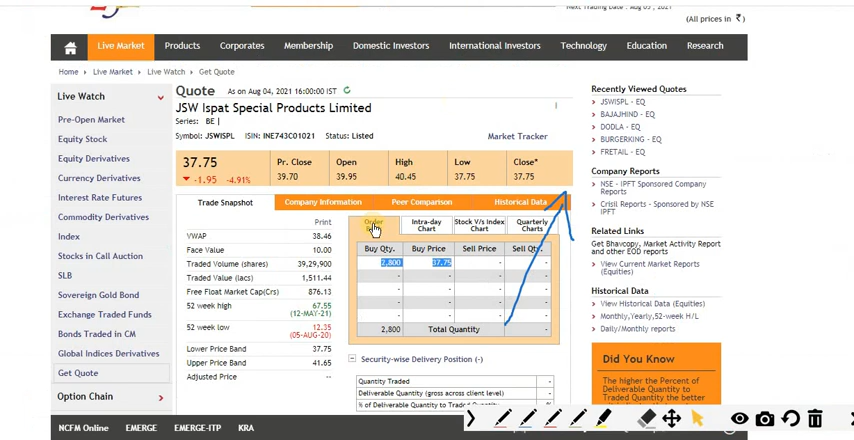 (All prices in ₹)
Live Market Products Corporates Membership Domestic Investors International Investors Technology Education Research
Home Live Market Live Watch Get Quote
Live Watch
Pre-Open Market
Equity Stock
Equity Derivatives
Currency Derivatives
Interest Rate Futures
Commodity Derivatives
Index
Stocks in Call Auction
SLB
Sovereign Gold Bond
Exchange Traded Funds
Bonds Traded in CM
Global Indices Derivatives
Get Quote
Option Chain
Quote As on Aug 04, 2021 16:00:00 IST
JSW Ispat Special Products Limited
Series: BE |
Symbol: JSWISPL ISIN: INE743C01021 Status: Listed Market Tracker
37.75 Pr. Close Open High Low Close*
-1.95 -4.91% 39.70 39.95 40.45 37.75 37.75
Trade Snapshot Company Information Peer Comparison Historical Data
Print
VWAP 38.46
Face Value 10.00
Traded Volume (shares) 39,29,900
Traded Value (lacs) 1,511.44
Free Float Market Cap(Crs) 876.13
52 week high 67.55
(12-MAY-21)
52 week low 12.35
(05-AUG-20)
Lower Price Band 37.75
Upper Price Band 41.65
Adjusted Price --
Order
Intra-day
Chart
Stock V/s Index
Chart
Quarterly
Charts
Buy Qty. Buy Price Sell Price Sell Qty.
2,800 37.75 - -
- - - -
- - - -
- - - -
- - - -
2,800 Total Quantity -
Security-wise Delivery Position (-)
Quantity Traded -
Deliverable Quantity (gross across client level) -
% of Deliverable Quantity to Traded Quantity
Recently Viewed Quotes
JSWISPL - EQ
BAJAJHIND - EQ
DODLA - EQ
BURGERKING - EQ
FRETAIL - EQ
Company Reports
NSE - IPFT Sponsored Company
Reports
Crisil Reports - Sponsored by NSE
IPFT
Related Links
Get Bhavcopy, Market Activity Report
and other EOD reports
View Current Market Reports
(Equities)
Historical Data
View Historical Data (Equities)
Monthly,Yearly,52-week H/L
Daily/Monthly reports
Did You Know
The higher the Percent of
Deliverable Quantity to
Traded Quantity the better
NCFM Online EMERGE EMERGE-ITP KRA